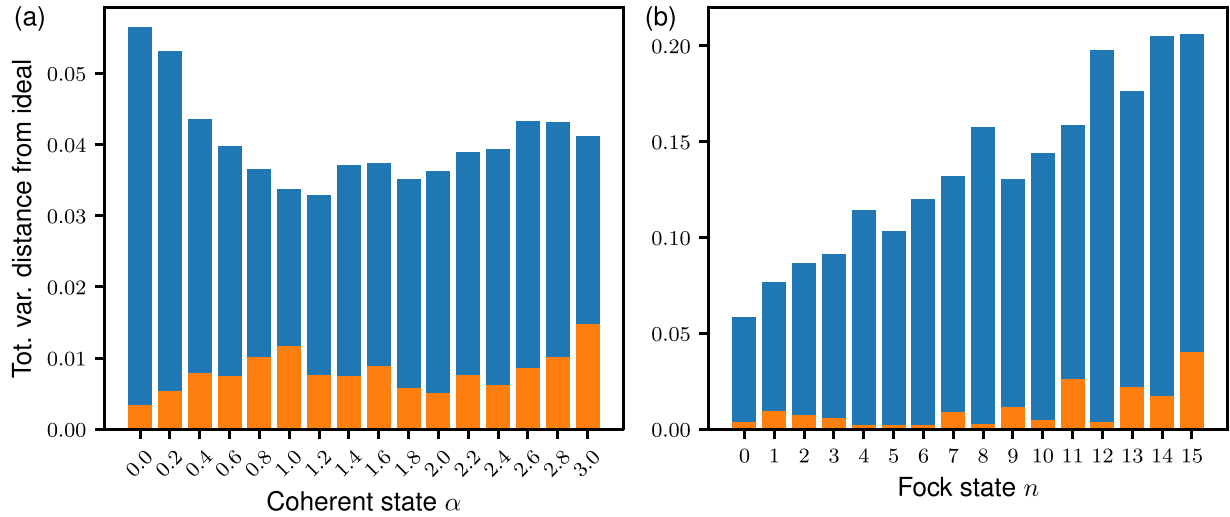 (a)
Tot. var. distance from ideal
0.05
0.04
0.03
0.02
0.01
0.00
0.0 0.2 0.4 0.6 0.8 1.0 1.2 1.4 1.6 1.8 2.0 2.2 2.4 2.6 2.8 3.0
Coherent state α
(b)
0.20
0.15
0.10
0.05
0.00
0 1 2 3 4 5 6 7 8 9 10 11 12 13 14 15
Fock state n